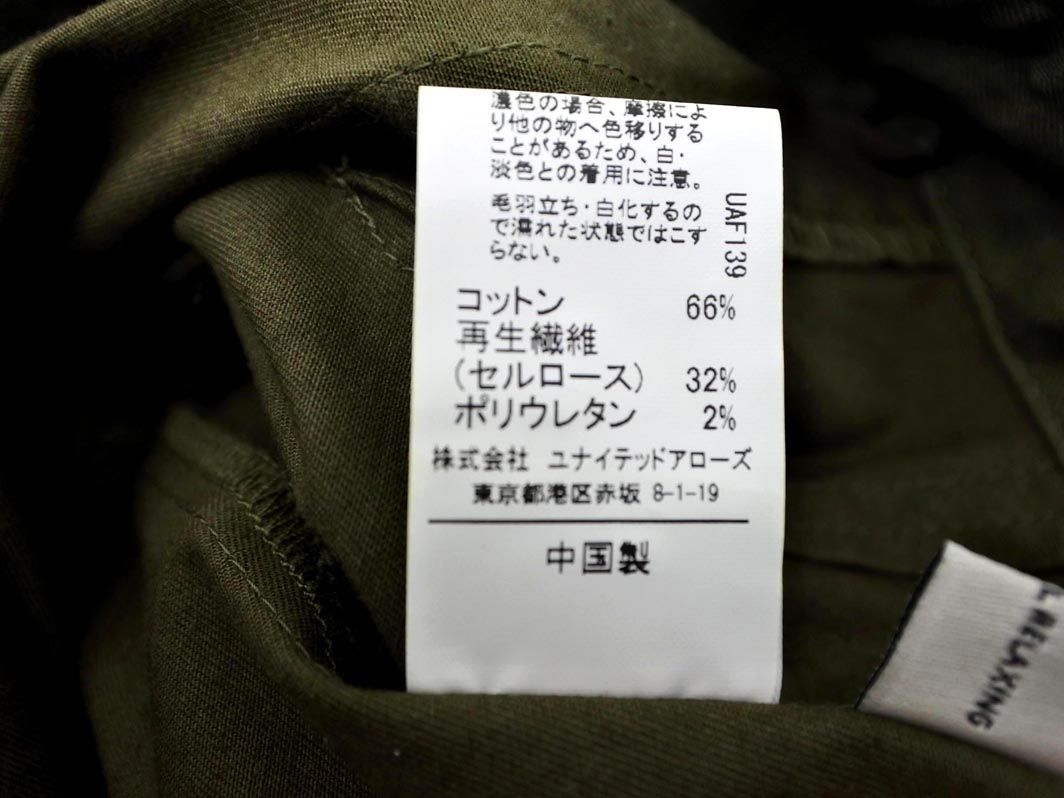 濃色の場合、摩擦によ
り他の物へ色移りする
ことがあるため、白・
淡色との着用に注意。
毛羽立ち・白化するの
で濡れた状態ではこす
らない。
UAF139
コットン 66%
再生繊維
(セルロース) 32%
ポリウレタン 2%
株式会社 ユナイテッドアローズ
東京都港区赤坂 8-1-19
中国製
L RELAXING